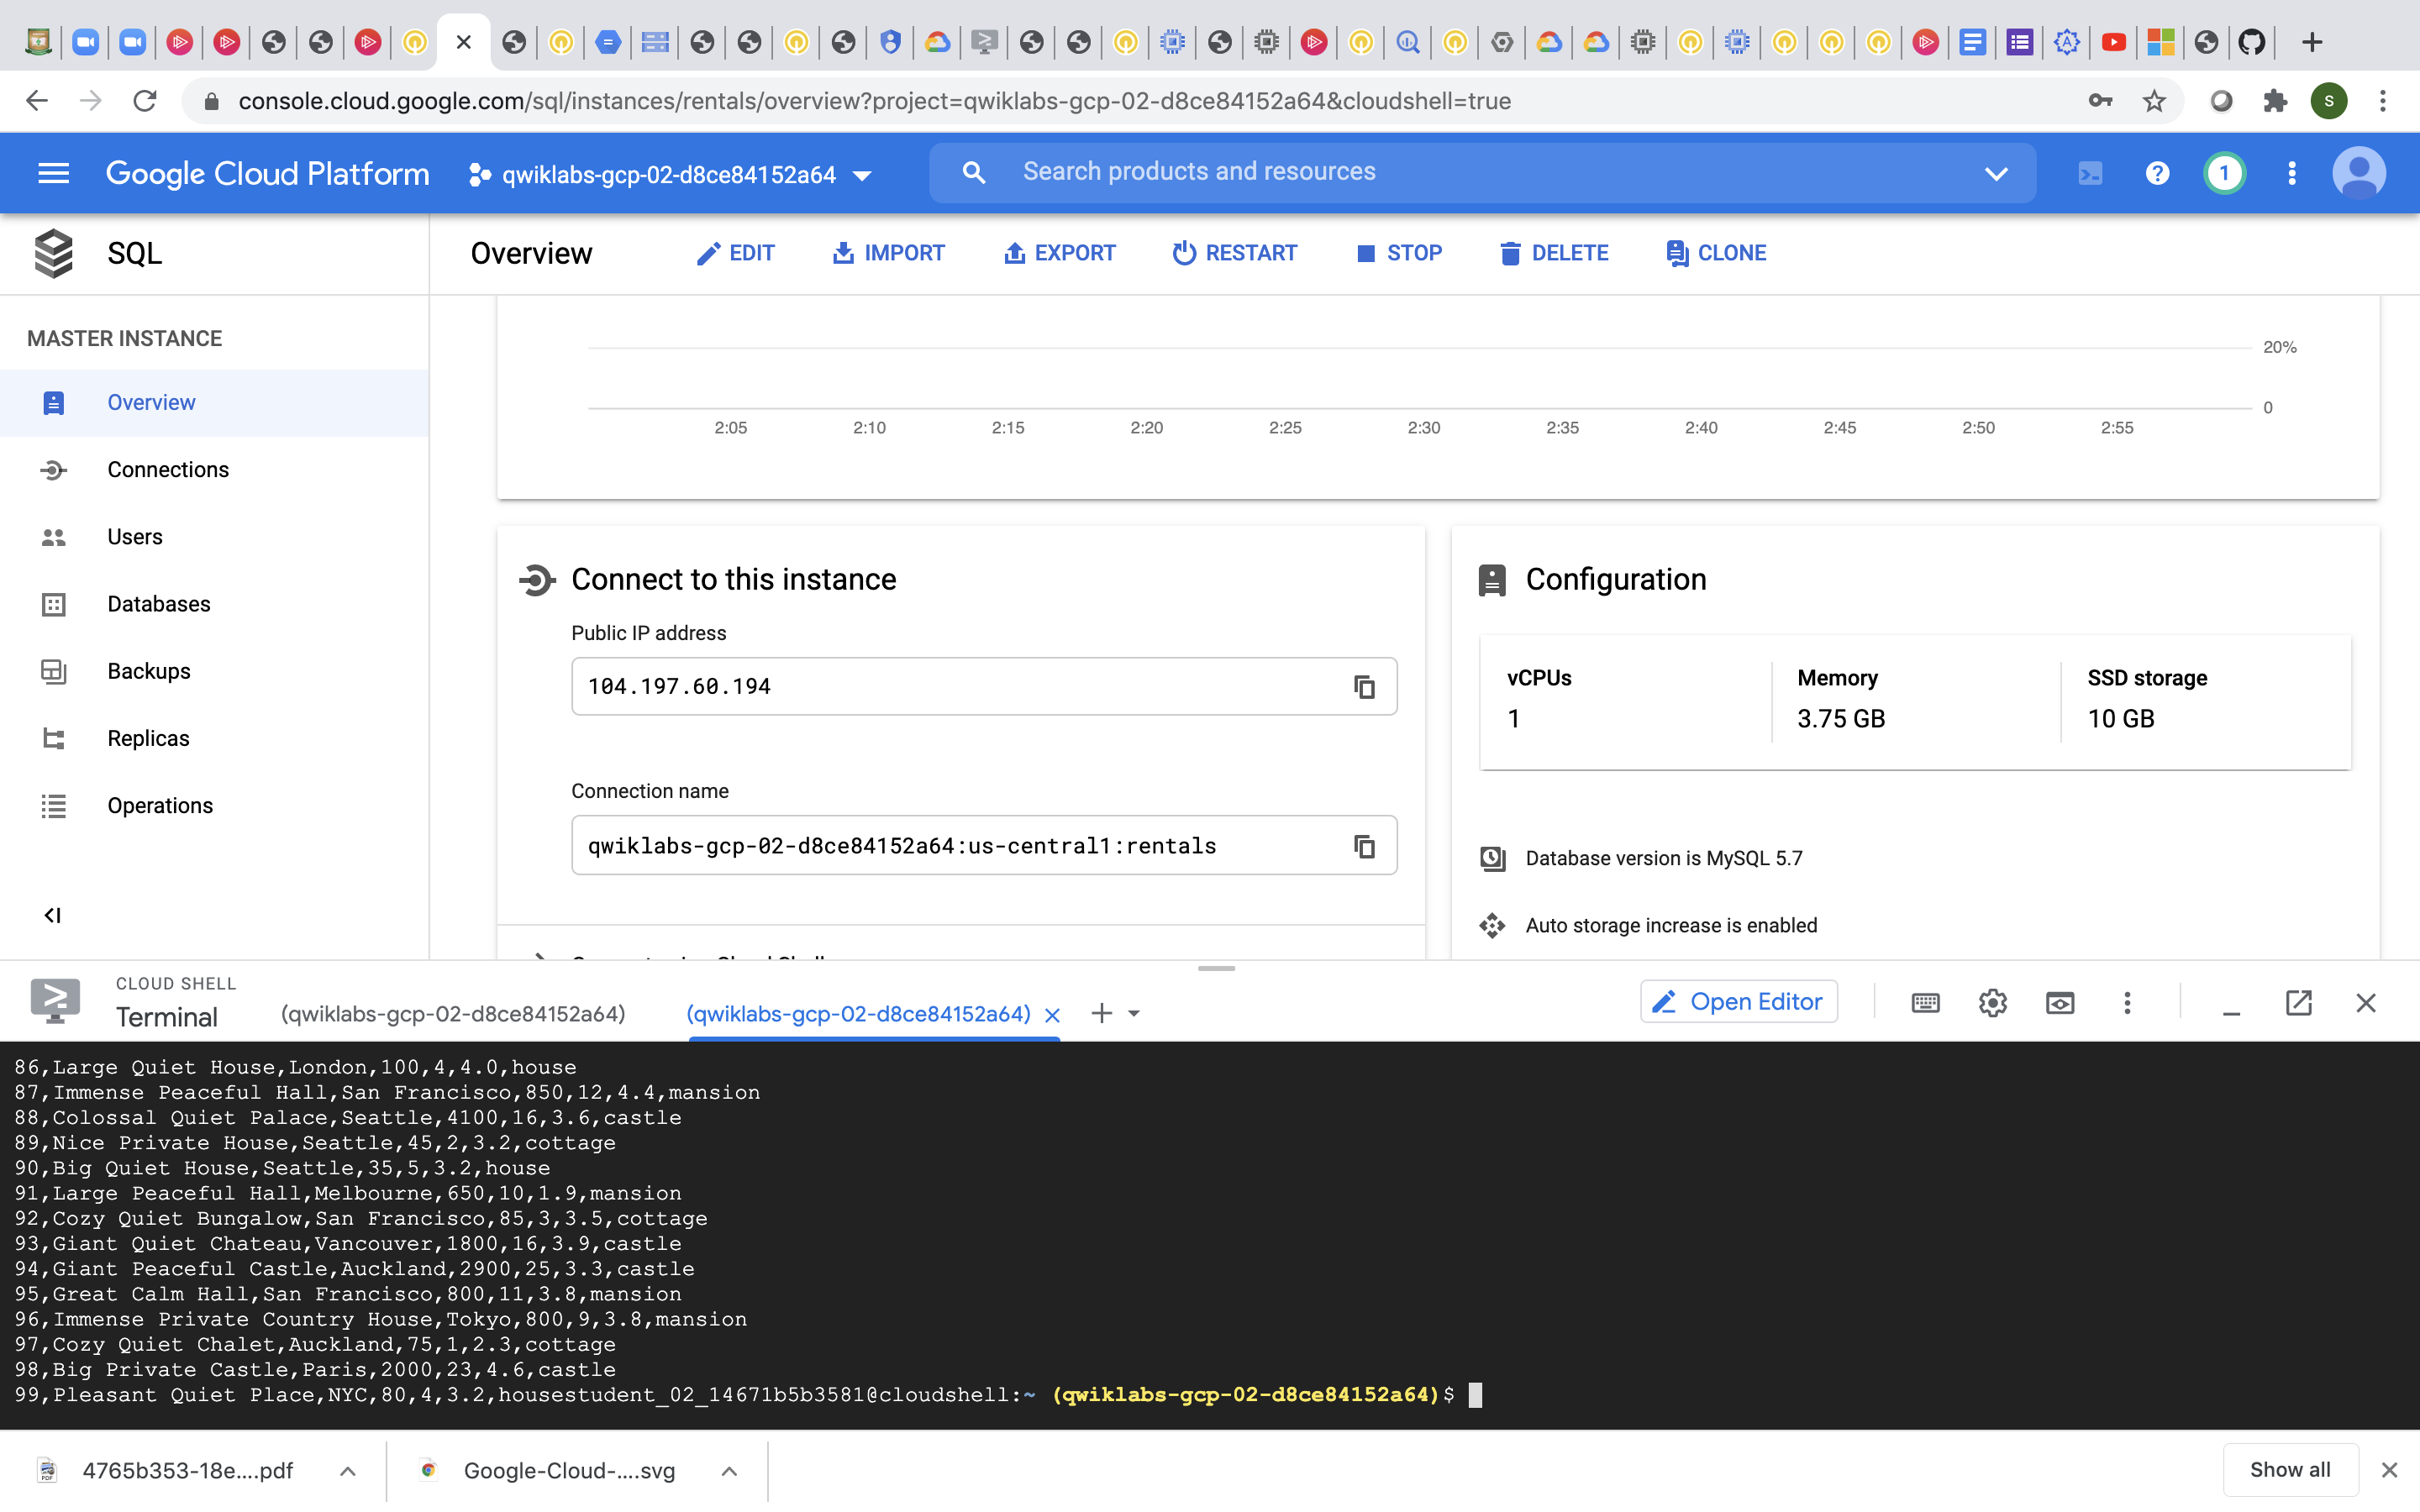 console.cloud.google.com/sql/instances/rentals/overview?project=qwiklabs-gcp-02-d8ce84152a64&cloudshell=true
S
Google Cloud Platform
qwiklabs-gcp-02-d8ce84152a64
Search products and resources
1
SQL
Overview
EDIT
IMPORT
EXPORT
RESTART
STOP
DELETE
CLONE
MASTER INSTANCE
Overview
Connections
Users
Databases
Backups
Replicas
Operations
20%
0
2:05 2:10 2:15 2:20 2:25 2:30 2:35 2:40 2:45 2:50 2:55
Connect to this instance
Public IP address
104.197.60.194
Connection name
qwiklabs-gcp-02-d8ce84152a64:us-central1:rentals
Configuration
vCPUs
1
Memory
3.75 GB
SSD storage
10 GB
Database version is MySQL 5.7
Auto storage increase is enabled
CLOUD SHELL
Terminal
(qwiklabs-gcp-02-d8ce84152a64)
(qwiklabs-gcp-02-d8ce84152a64)
Open Editor
86,Large Quiet House,London,100,4,4.0,house
87,Immense Peaceful Hall,San Francisco,850,12,4.4,mansion
88,Colossal Quiet Palace,Seattle,4100,16,3.6,castle
89,Nice Private House,Seattle,45,2,3.2,cottage
90,Big Quiet House,Seattle,35,5,3.2,house
91,Large Peaceful Hall,Melbourne,650,10,1.9,mansion
92,Cozy Quiet Bungalow,San Francisco,85,3,3.5,cottage
93,Giant Quiet Chateau,Vancouver,1800,16,3.9,castle
94,Giant Peaceful Castle,Auckland,2900,25,3.3,castle
95,Great Calm Hall,San Francisco,800,11,3.8,mansion
96,Immense Private Country House,Tokyo,800,9,3.8,mansion
97,Cozy Quiet Chalet,Auckland,75,1,2.3,cottage
98,Big Private Castle,Paris,2000,23,4.6,castle
99,Pleasant Quiet Place,NYC,80,4,3.2,housestudent_02_14671b5b3581@cloudshell:~ (qwiklabs-gcp-02-d8ce84152a64)$
4765b353-18e....pdf
Google-Cloud-....svg
Show all